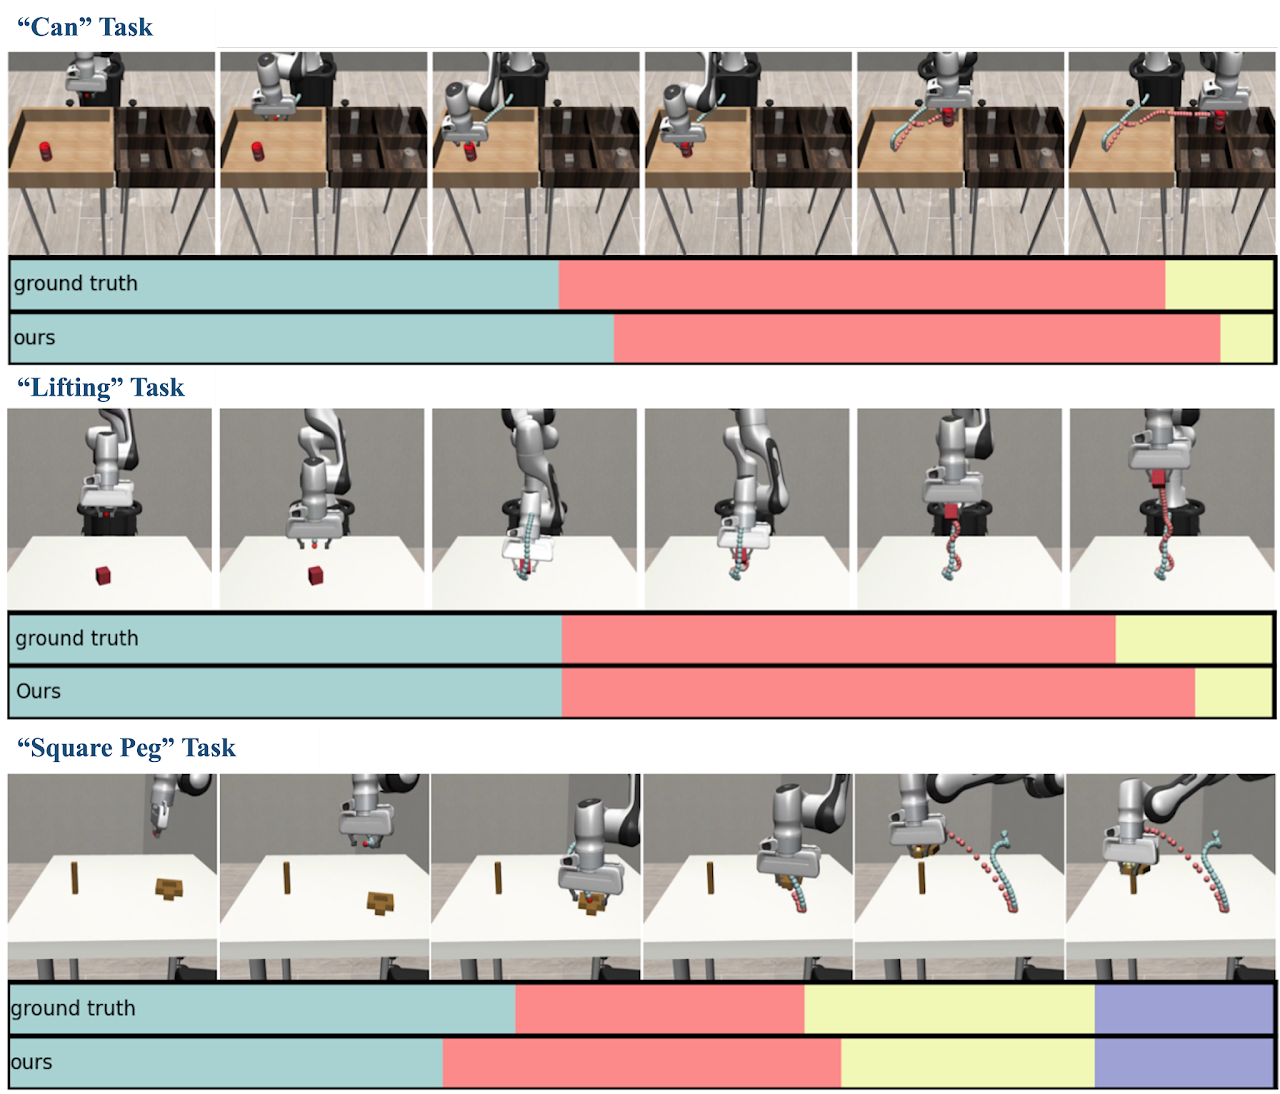 “Can” Task
ground truth
ours
“Lifting” Task
ground truth
Ours
“Square Peg” Task
ground truth
ours